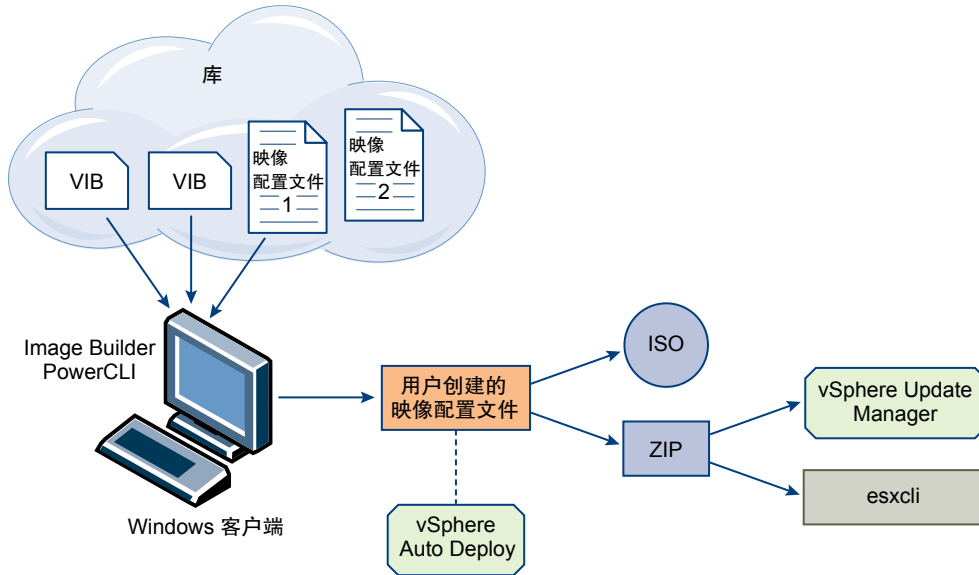 库
VIB
VIB
映像
配置文件
1
映像
配置文件
2
Image Builder
PowerCLI
Windows 客户端
用户创建的
映像配置文件
vSphere
Auto Deploy
ISO
ZIP
vSphere Update
Manager
esxcli